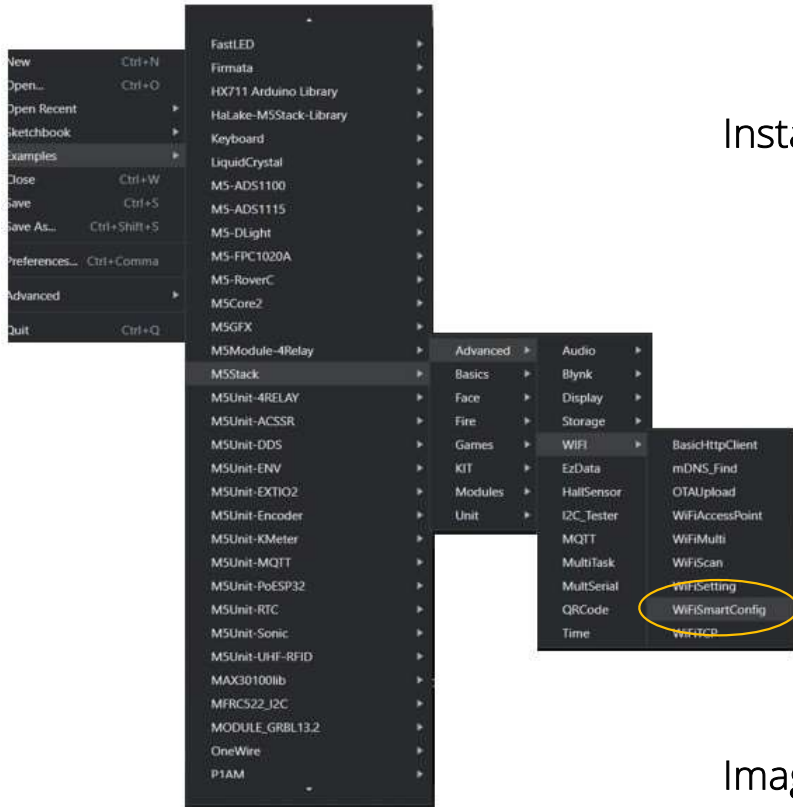 New Ctrl+N
Open... Ctrl+O
Open Recent
Sketchbook
Examples
Close Ctrl+W
Save Ctrl+S
Save As... Ctrl+Shift+S
Preferences... Ctrl+Comma
Advanced
Quit Ctrl+Q
FastLED
Firmata
HX711 Arduino Library
HaLake-M5Stack-Library
Keyboard
LiquidCrystal
M5-ADS1100
M5-ADS1115
M5-DLight
M5-FPC1020A
M5-RoverC
M5Core2
M5GFX
M5Module-4Relay
M5Stack
M5Unit-4RELAY
M5Unit-ACSSR
M5Unit-DDS
M5Unit-ENV
M5Unit-EXTIO2
M5Unit-Encoder
M5Unit-KMeter
M5Unit-MQTT
M5Unit-PoESP32
M5Unit-RTC
M5Unit-Sonic
M5Unit-UHF-RFID
MAX30100lib
MFRC522_I2C
MODULE_GRBL13.2
OneWire
P1AM
Advanced
Basics
Face
Fire
Games
KIT
Modules
Unit
Audio
Blynk
Display
Storage
WIFI
EzData
HallSensor
I2C_Tester
MQTT
MultiTask
MultSerial
QRCode
Time
BasicHttpClient
mDNS_Find
OTAUpload
WiFiAccessPoint
WiFiMulti
WiFiScan
WiFiSetting
WiFiSmartConfig
WiFiTCP
Insta
Imag